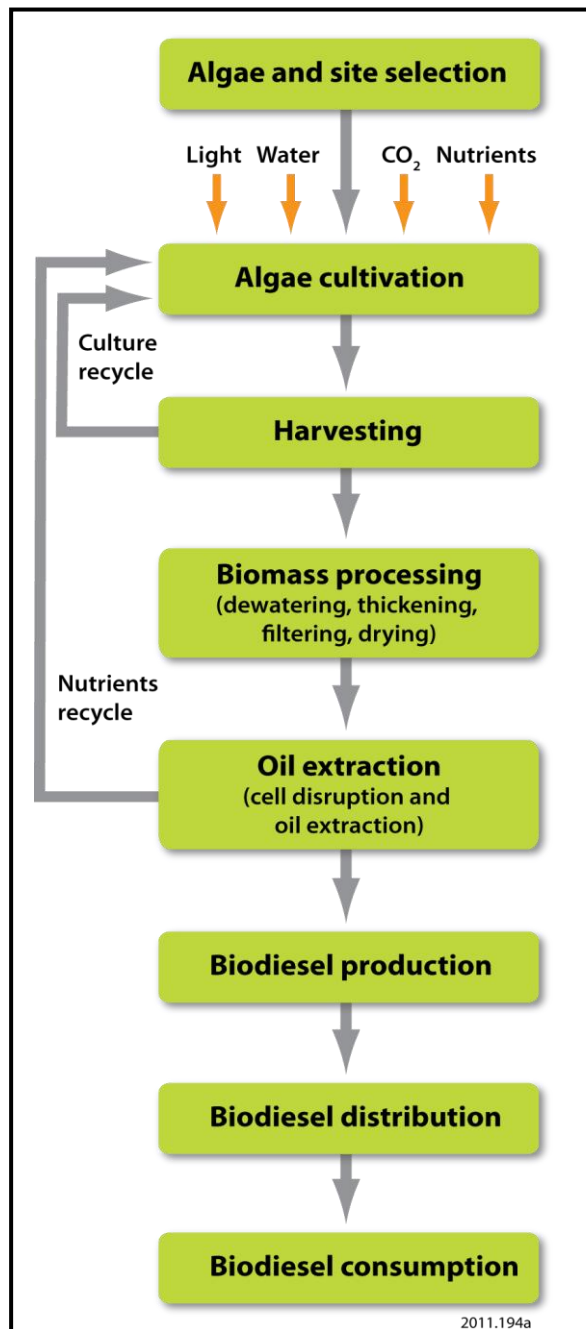 Algae and site selection
Light Water CO₂ Nutrients
Algae cultivation
Culture
recycle
Harvesting
Biomass processing
(dewatering, thickening,
filtering, drying)
Nutrients
recycle
Oil extraction
(cell disruption and
oil extraction)
Biodiesel production
Biodiesel distribution
Biodiesel consumption
2011.194a